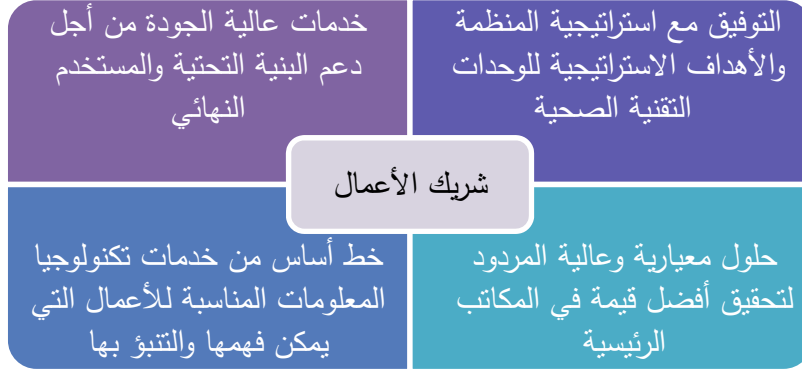 التوفيق مع استراتيجية المنظمة
والأهداف الاستراتيجية للوحدات
التقنية الصحية
خدمات عالية الجودة من أجل
دعم البنية التحتية والمستخدم
النهائي
شريك الأعمال
حلول معيارية وعالية المردود
لتحقيق أفضل قيمة في المكاتب
الرئيسية
خط أساس من خدمات تكنولوجيا
المعلومات المناسبة للأعمال التي
يمكن فهمها والتنبؤ بها